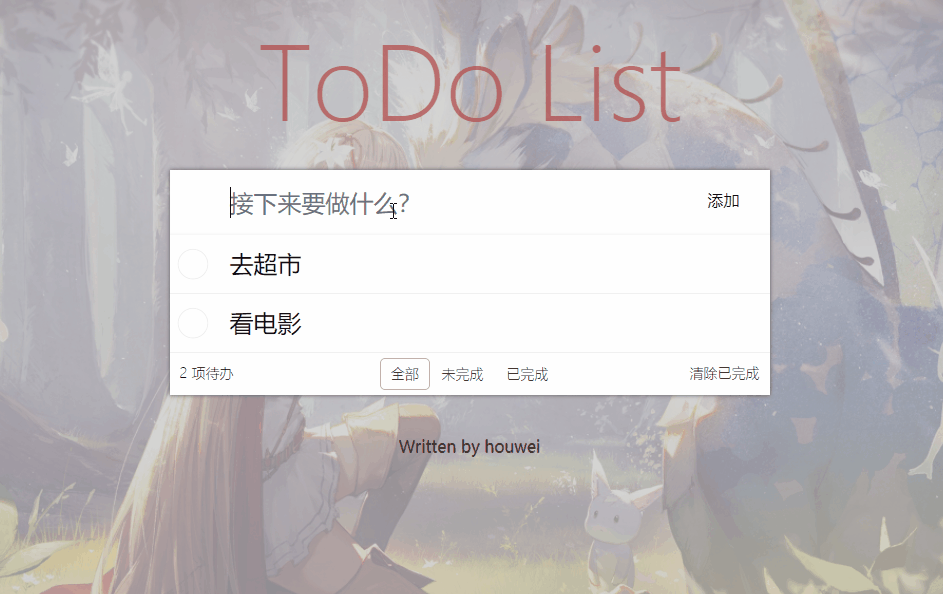 ToDo List
接下来要做什么?
添加
去超市
看电影
2 项待办
全部
未完成
已完成
清除已完成
Written by houwei